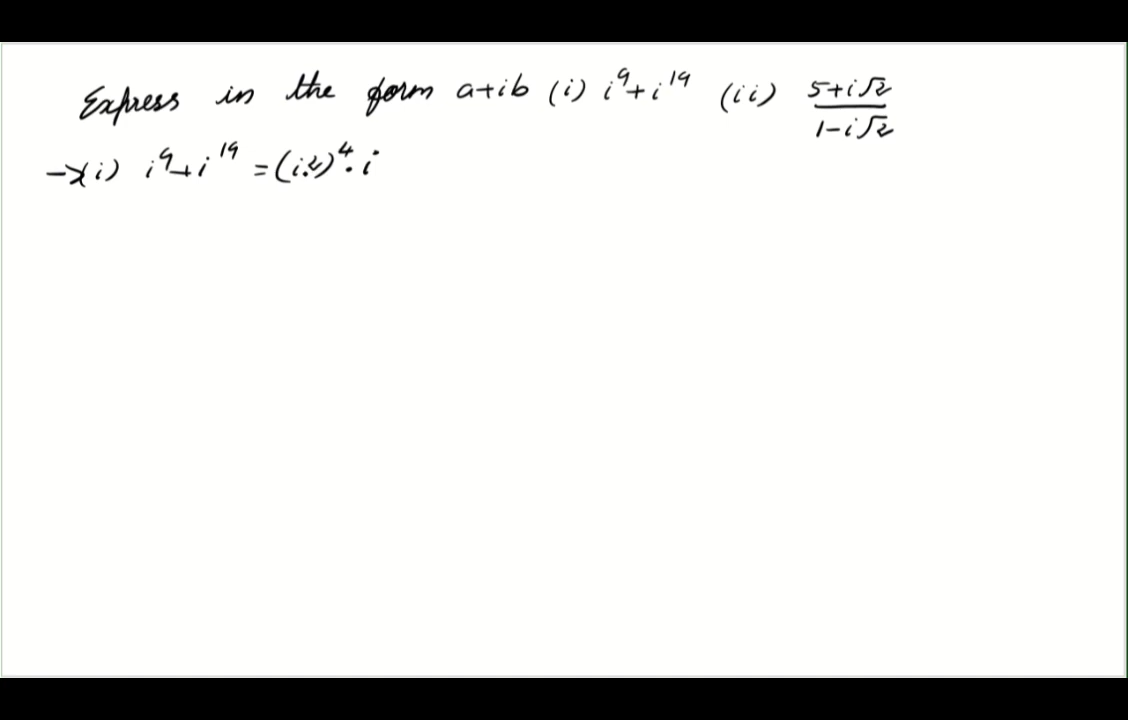 Express in the form a+ib (i) i⁹+i¹⁹ (ii) (5+i√2)/(1-i√2)
→(i) i⁹+i¹⁹ = (i²)⁴·i